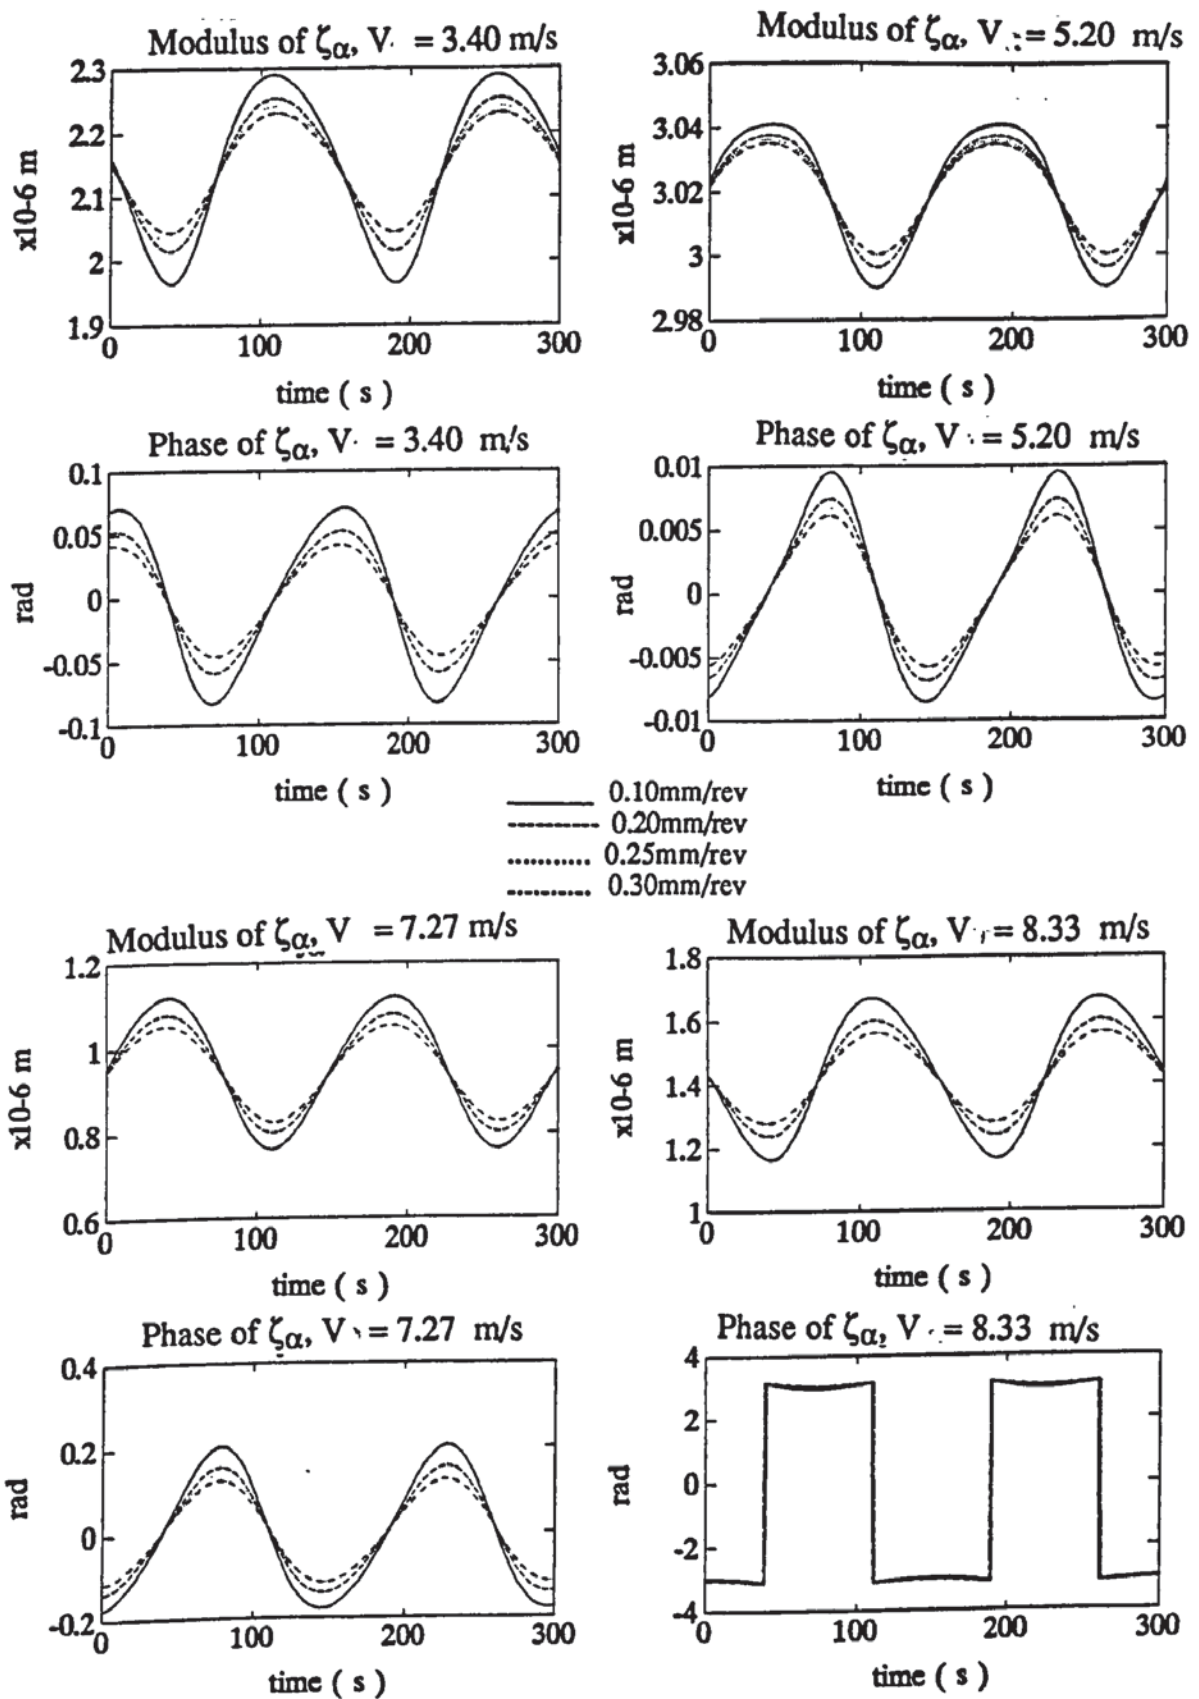 Modulus of ζα, V = 3.40 m/s
2.3
2.2
2.1
2
1.9
x10-6 m
0 100 200 300
time ( s )
Modulus of ζα, V = 5.20 m/s
3.06
3.04
3.02
3
2.98
x10-6 m
0 100 200 300
time ( s )
Phase of ζα, V = 3.40 m/s
0.1
0.05
0
-0.05
-0.1
rad
0 100 200 300
time ( s )
Phase of ζα, V = 5.20 m/s
0.01
0.005
0
-0.005
-0.01
rad
0 100 200 300
time ( s )
0.10mm/rev
0.20mm/rev
0.25mm/rev
0.30mm/rev
Modulus of ζα, V = 7.27 m/s
1.2
1
0.8
0.6
x10-6 m
0 100 200 300
time ( s )
Modulus of ζα, V = 8.33 m/s
1.8
1.6
1.4
1.2
1
x10-6 m
0 100 200 300
time ( s )
Phase of ζα, V = 7.27 m/s
0.4
0.2
0
-0.2
rad
0 100 200 300
time ( s )
Phase of ζα, V = 8.33 m/s
4
2
0
-2
-4
rad
0 100 200 300
time ( s )